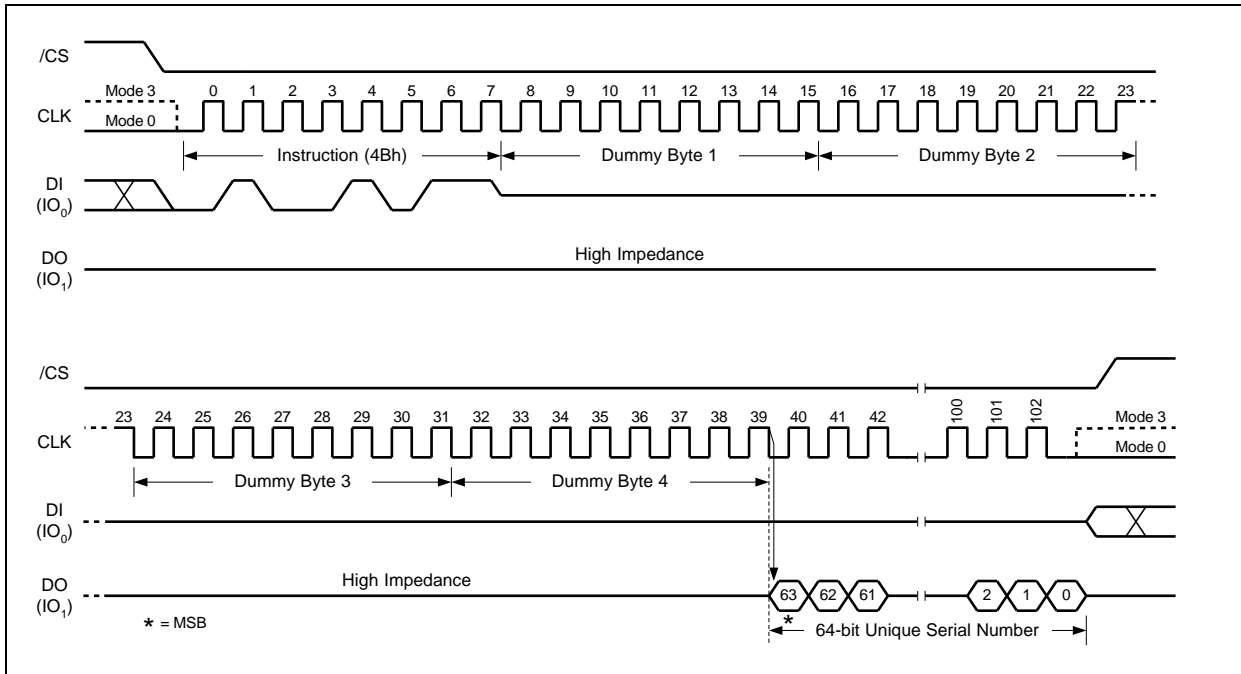 /CS
Mode 3 0 1 2 3 4 5 6 7 8 9 10 11 12 13 14 15 16 17 18 19 20 21 22 23
CLK
Mode 0
Instruction (4Bh) Dummy Byte 1 Dummy Byte 2
DI
(IO0)
High Impedance
DO
(IO1)
/CS
23 24 25 26 27 28 29 30 31 32 33 34 35 36 37 38 39 40 41 42 100 101 102 Mode 3
CLK
Mode 0
Dummy Byte 3 Dummy Byte 4
DI
(IO0)
High Impedance
DO
(IO1)
63 62 61 2 1 0
* = MSB
* 64-bit Unique Serial Number